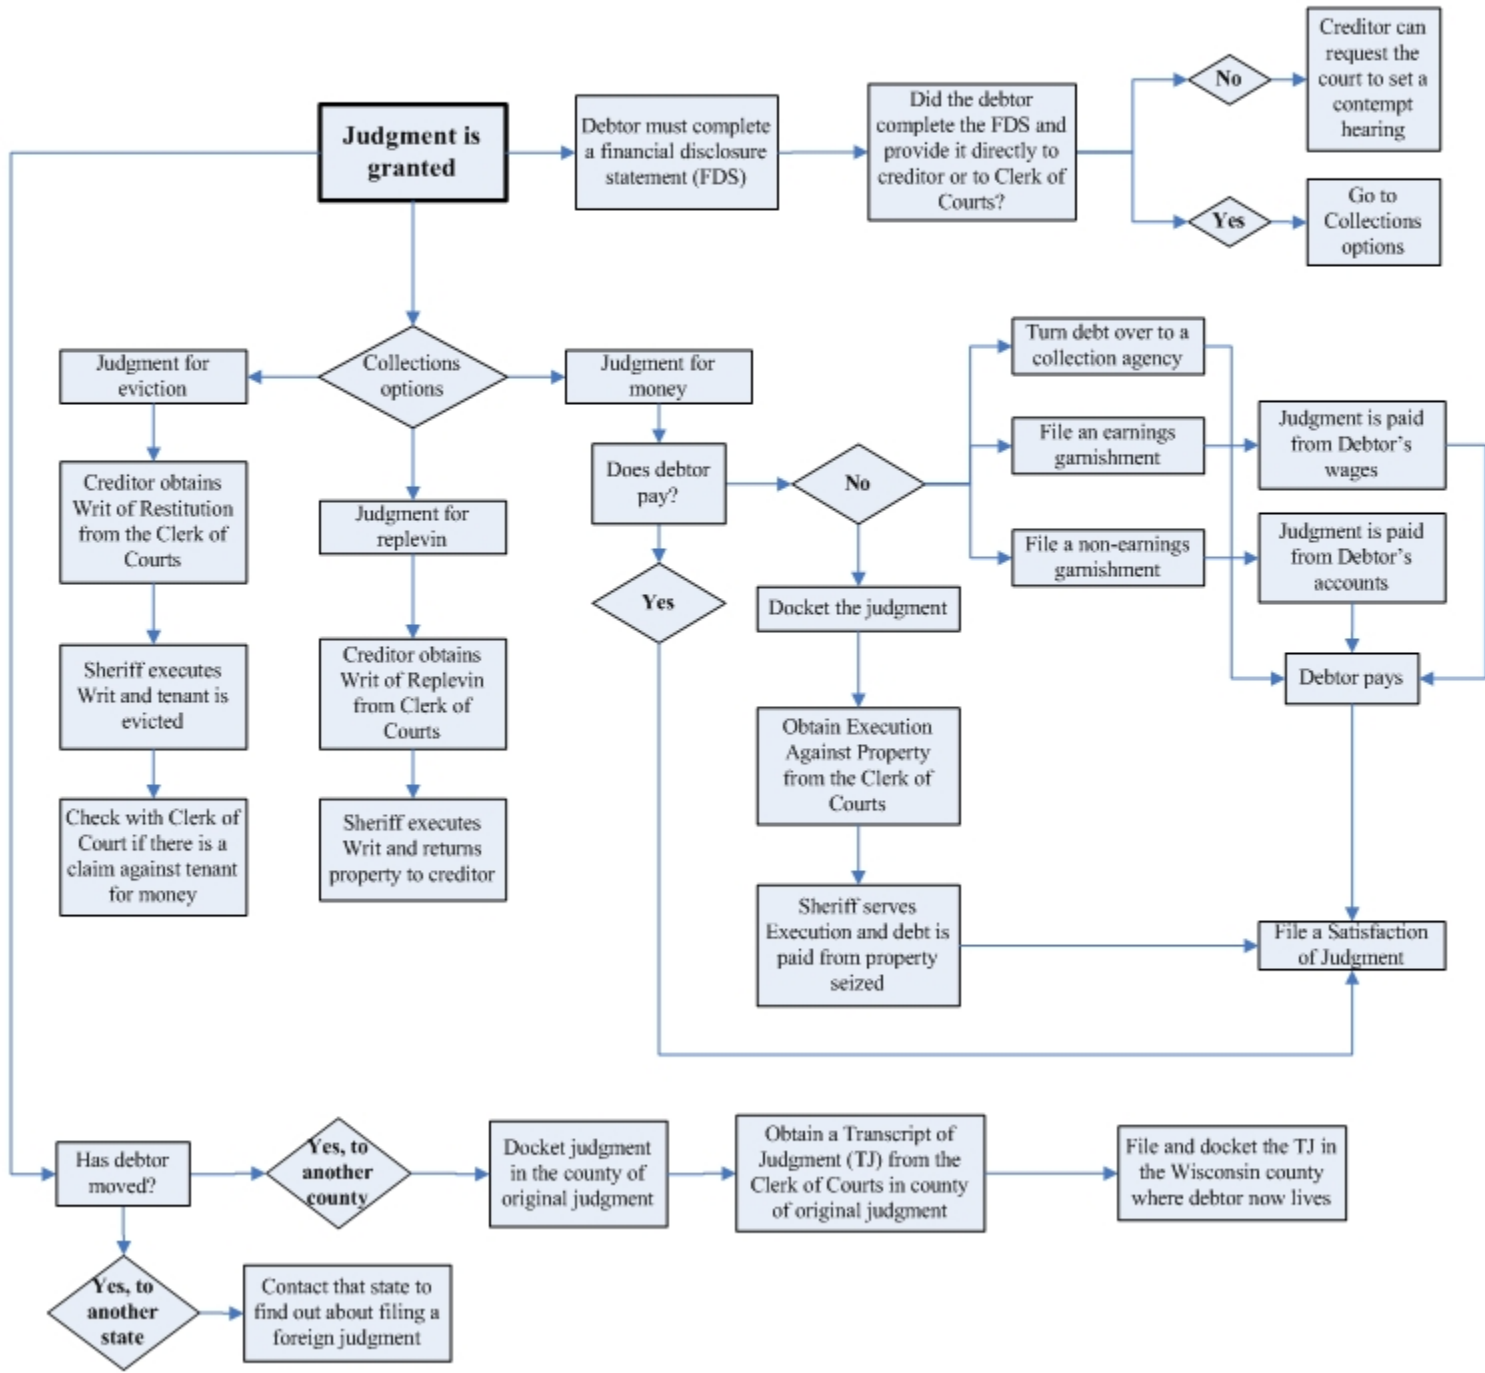 Judgment is
granted
Debtor must complete
a financial disclosure
statement (FDS)
Did the debtor
complete the FDS and
provide it directly to
creditor or to Clerk of
Courts?
No
Creditor can
request the
court to set a
contempt
hearing
Yes
Go to
Collections
options
Judgment for
eviction
Collections
options
Judgment for
money
Creditor obtains
Writ of Restitution
from the Clerk of
Courts
Sheriff executes
Writ and tenant is
evicted
Check with Clerk of
Court if there is a
claim against tenant
for money
Judgment for
replevin
Creditor obtains
Writ of Replevin
from Clerk of
Courts
Sheriff executes
Writ and returns
property to creditor
Does debtor
pay?
Yes
No
Turn debt over to a
collection agency
File an earnings
garnishment
File a non-earnings
garnishment
Judgment is paid
from Debtor's
wages
Judgment is paid
from Debtor's
accounts
Debtor pays
Docket the judgment
Obtain Execution
Against Property
from the Clerk of
Courts
Sheriff serves
Execution and debt is
paid from property
seized
File a Satisfaction
of Judgment
Has debtor
moved?
Yes, to
another
county
Docket judgment
in the county of
original judgment
Obtain a Transcript of
Judgment (TJ) from the
Clerk of Courts in county
of original judgment
File and docket the TJ in
the Wisconsin county
where debtor now lives
Yes, to
another
state
Contact that state to
find out about filing a
foreign judgment